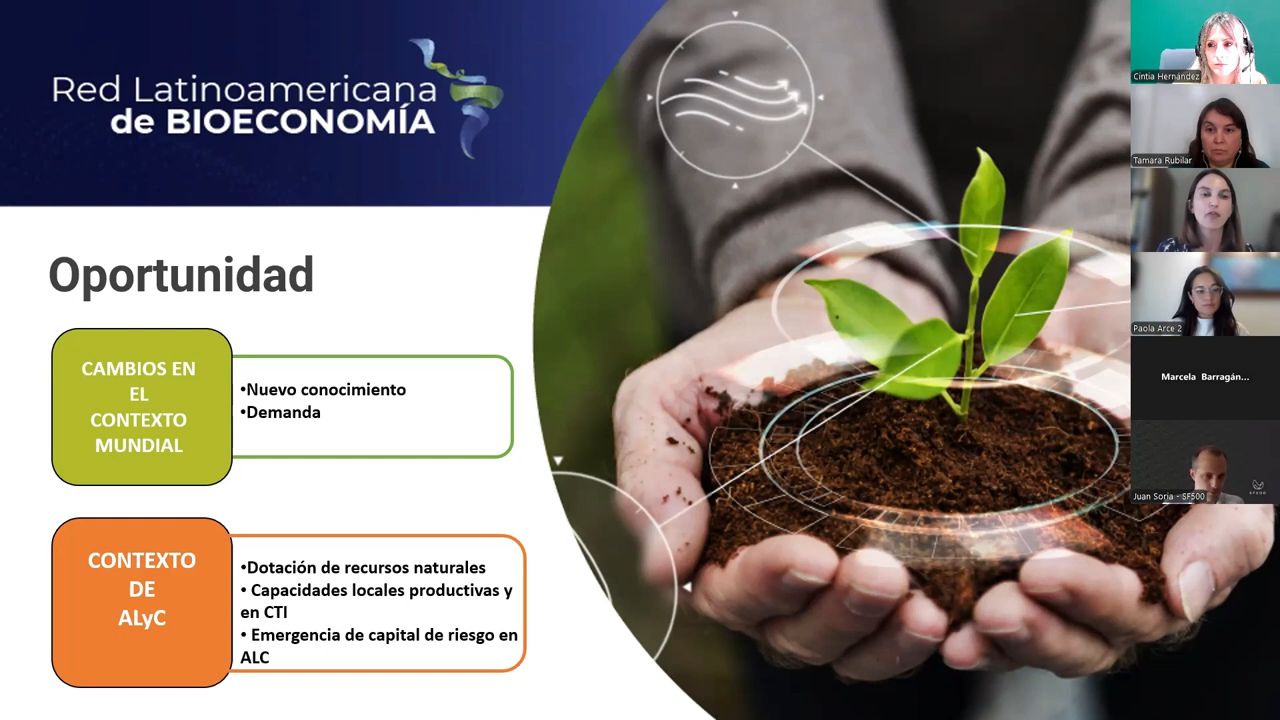 Red Latinoamericana
de BIOECONOMÍA
Oportunidad
CAMBIOS EN
EL
CONTEXTO
MUNDIAL
•Nuevo conocimiento
•Demanda
CONTEXTO
DE
ALyC
•Dotación de recursos naturales
• Capacidades locales productivas y
en CTI
• Emergencia de capital de riesgo en
ALC
Cintia Hernández
Tamara Rubilar
Paola Arce 2
Marcela Barragán...
Juan Soria - SF500
SF500